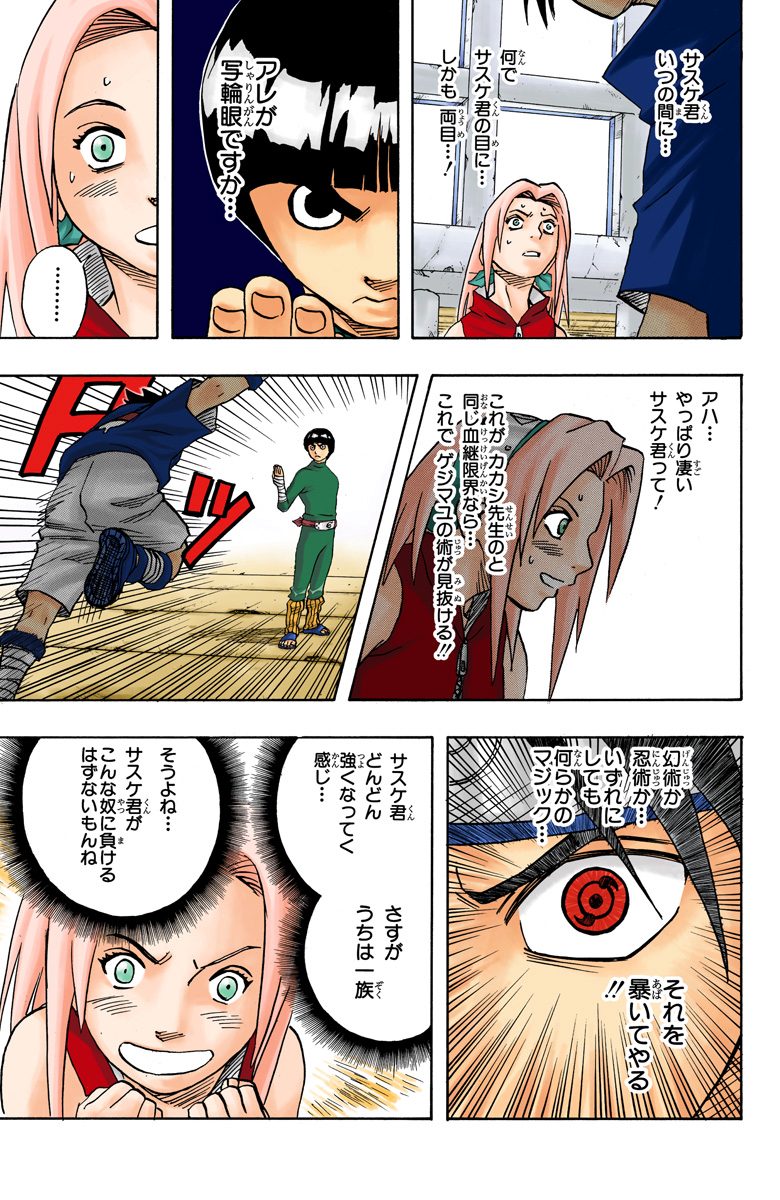 サスケ君
いつの間に…
何で
サスケ君の目に…
しかも 両目…！
アレが
写輪眼ですか…
………
アハ…
やっぱり凄い
サスケ君って！
これが カカシ先生のと
同じ血継限界なら…
これで ゲジマユの術が見抜ける!!
ダッ
幻術か
忍術か…
いずれに
しても
何らかの
マジック…
それを
暴いてやる
!!
サスケ君
どんどん
強くなってく
感じ…
さすが
うちは一族
そうよね…
サスケ君が
こんな奴に負ける
はずないもんね